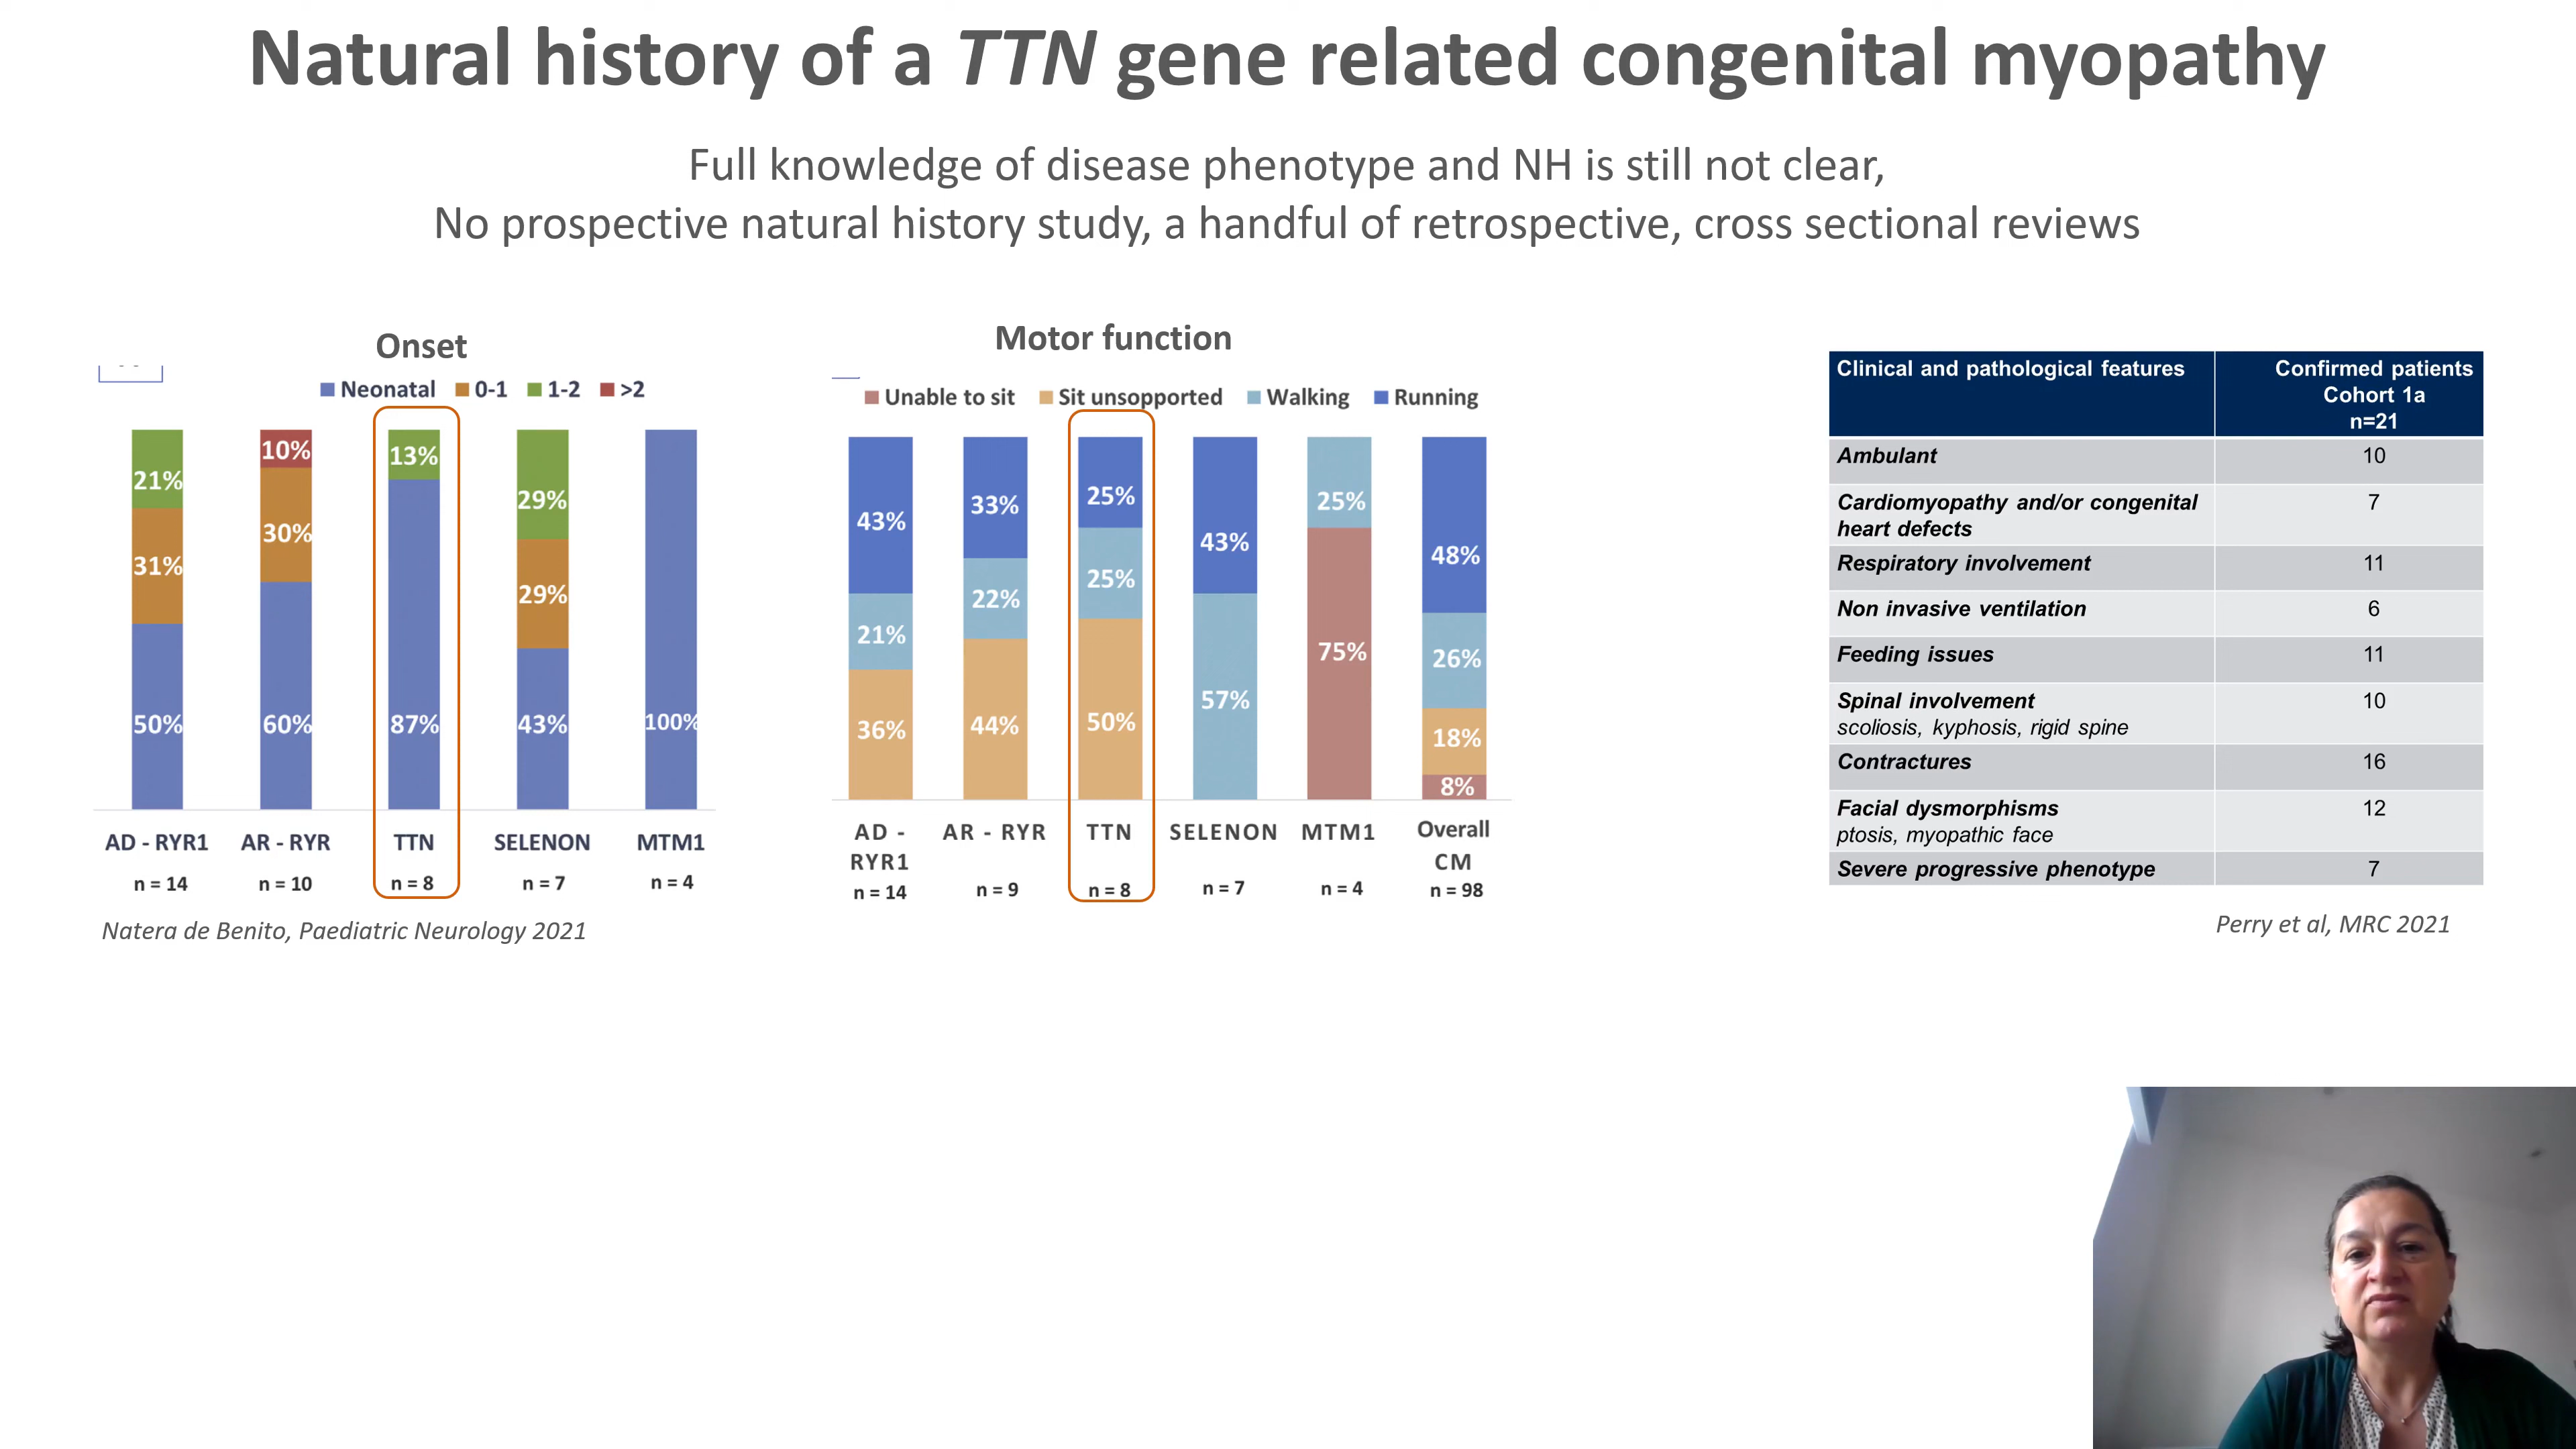 Natural history of a TTN gene related congenital myopathy
Full knowledge of disease phenotype and NH is still not clear,
No prospective natural history study, a handful of retrospective, cross sectional reviews
Onset
Neonatal 0-1 1-2 >2
21% 10% 13% 29%
31% 30% 29%
50% 60% 87% 43% 100%
AD - RYR1 AR - RYR TTN SELENON MTM1
n = 14 n = 10 n = 8 n = 7 n = 4
Natera de Benito, Paediatric Neurology 2021
Motor function
Unable to sit Sit unsopported Walking Running
43% 33% 25% 43% 25% 48%
21% 22% 25% 57% 75% 26%
36% 44% 50% 18%
8%
AD - AR - RYR TTN SELENON MTM1 Overall
RYR1 CM
n = 14 n = 9 n = 8 n = 7 n = 4 n = 98
Clinical and pathological features Confirmed patients
Cohort 1a
n=21
Ambulant 10
Cardiomyopathy and/or congenital 7
heart defects
Respiratory involvement 11
Non invasive ventilation 6
Feeding issues 11
Spinal involvement 10
scoliosis, kyphosis, rigid spine
Contractures 16
Facial dysmorphisms 12
ptosis, myopathic face
Severe progressive phenotype 7
Perry et al, MRC 2021